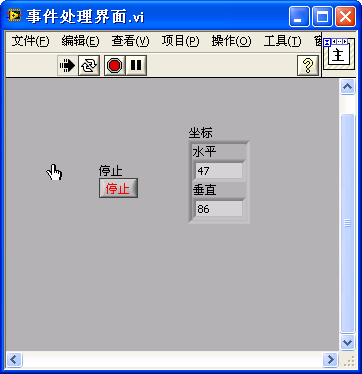 事件处理界面.vi
文件(F) 编辑(E) 查看(V) 项目(P) 操作(O) 工具(T)
? 主
坐标
水平
停止
47
停止
垂直
86